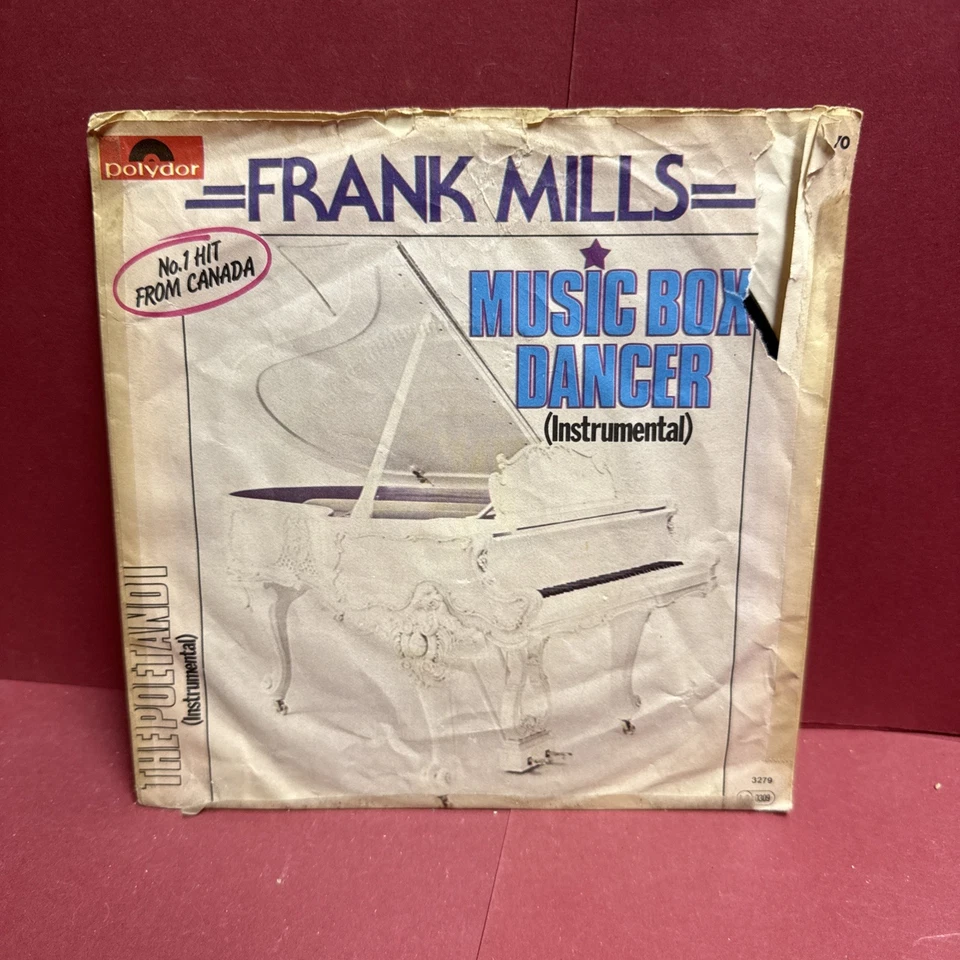 polydor
FRANK MILLS
No.1 HIT
FROM CANADA
MUSIC BOX
DANCER
(Instrumental)
THE POET AND I
(Instrumental)
3279